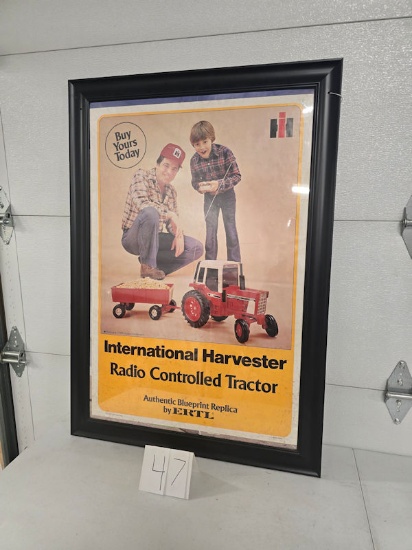 Buy
Yours
Today
IH
International Harvester
Radio Controlled Tractor
Authentic Blueprint Replica
by ERTL
47